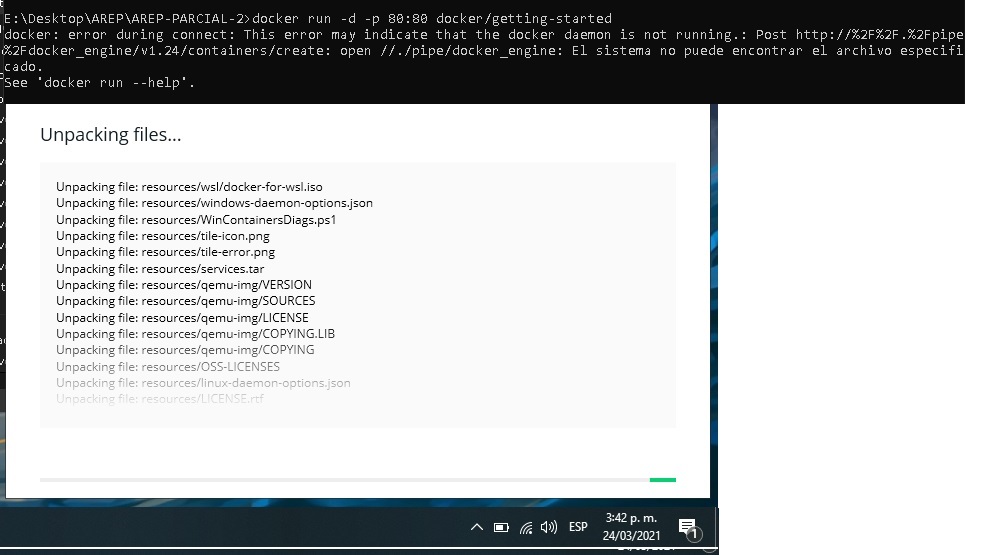 E:\Desktop\AREP\AREP-PARCIAL-2>docker run -d -p 80:80 docker/getting-started
docker: error during connect: This error may indicate that the docker daemon is not running.: Post http://%2F%2F.%2Fpipe
%2Fdocker_engine/v1.24/containers/create: open //./pipe/docker_engine: El sistema no puede encontrar el archivo especifi
cado.
See 'docker run --help'.
Unpacking files...
Unpacking file: resources/wsl/docker-for-wsl.iso
Unpacking file: resources/windows-daemon-options.json
Unpacking file: resources/WinContainersDiags.ps1
Unpacking file: resources/tile-icon.png
Unpacking file: resources/tile-error.png
Unpacking file: resources/services.tar
Unpacking file: resources/qemu-img/VERSION
Unpacking file: resources/qemu-img/SOURCES
Unpacking file: resources/qemu-img/LICENSE
Unpacking file: resources/qemu-img/COPYING.LIB
Unpacking file: resources/qemu-img/COPYING
Unpacking file: resources/OSS-LICENSES
Unpacking file: resources/linux-daemon-options.json
Unpacking file: resources/LICENSE.rtf
ESP
3:42 p. m.
24/03/2021
1